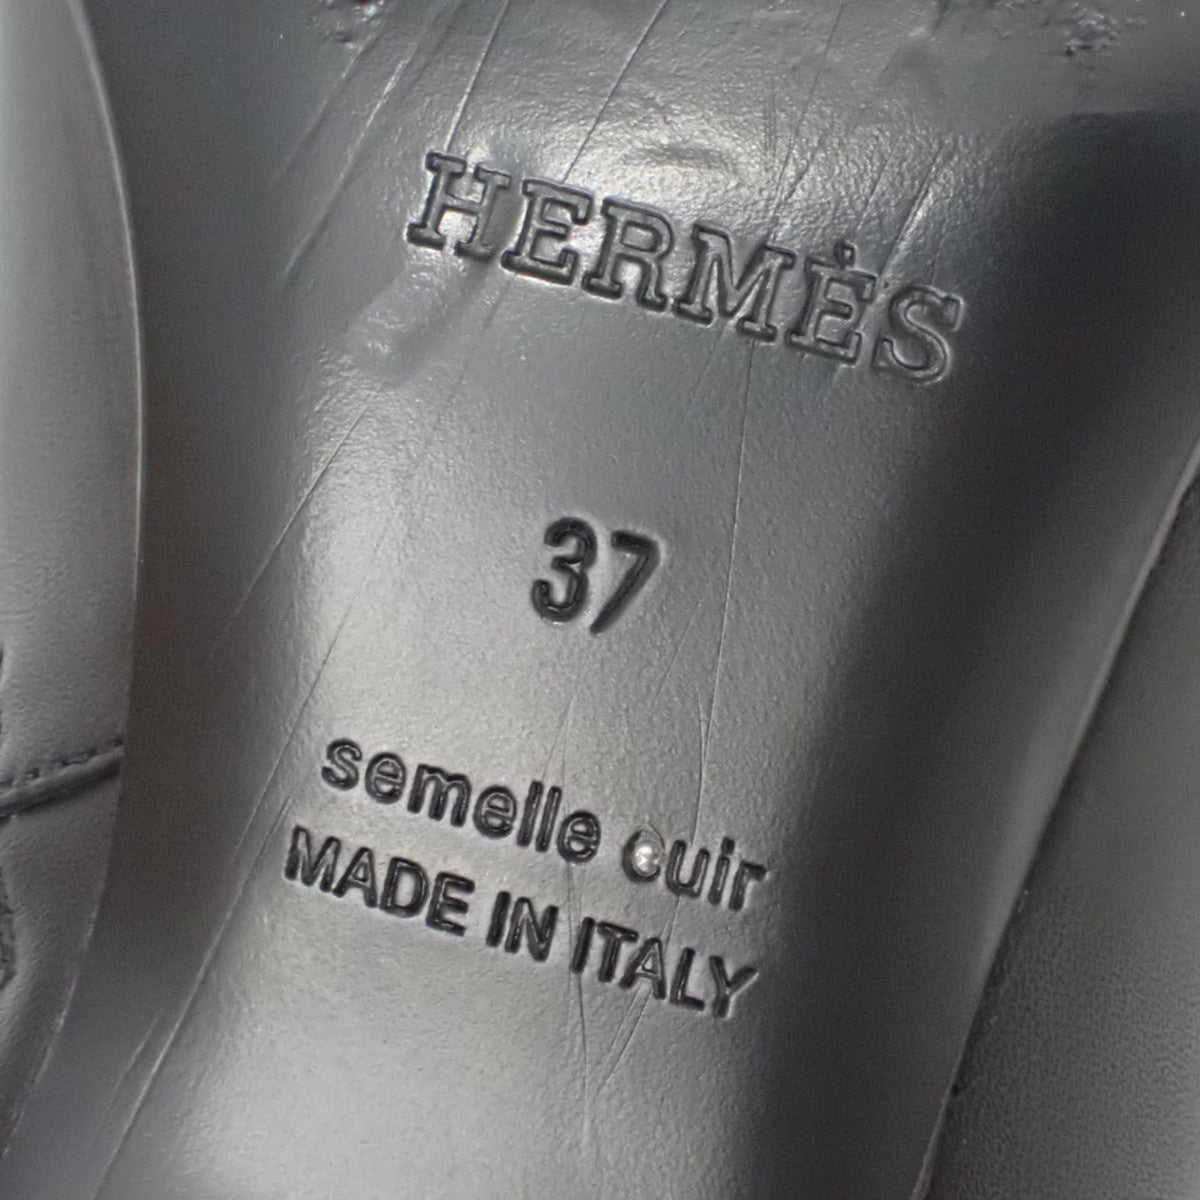 HERMÈS
37
semelle cuir
MADE IN ITALY